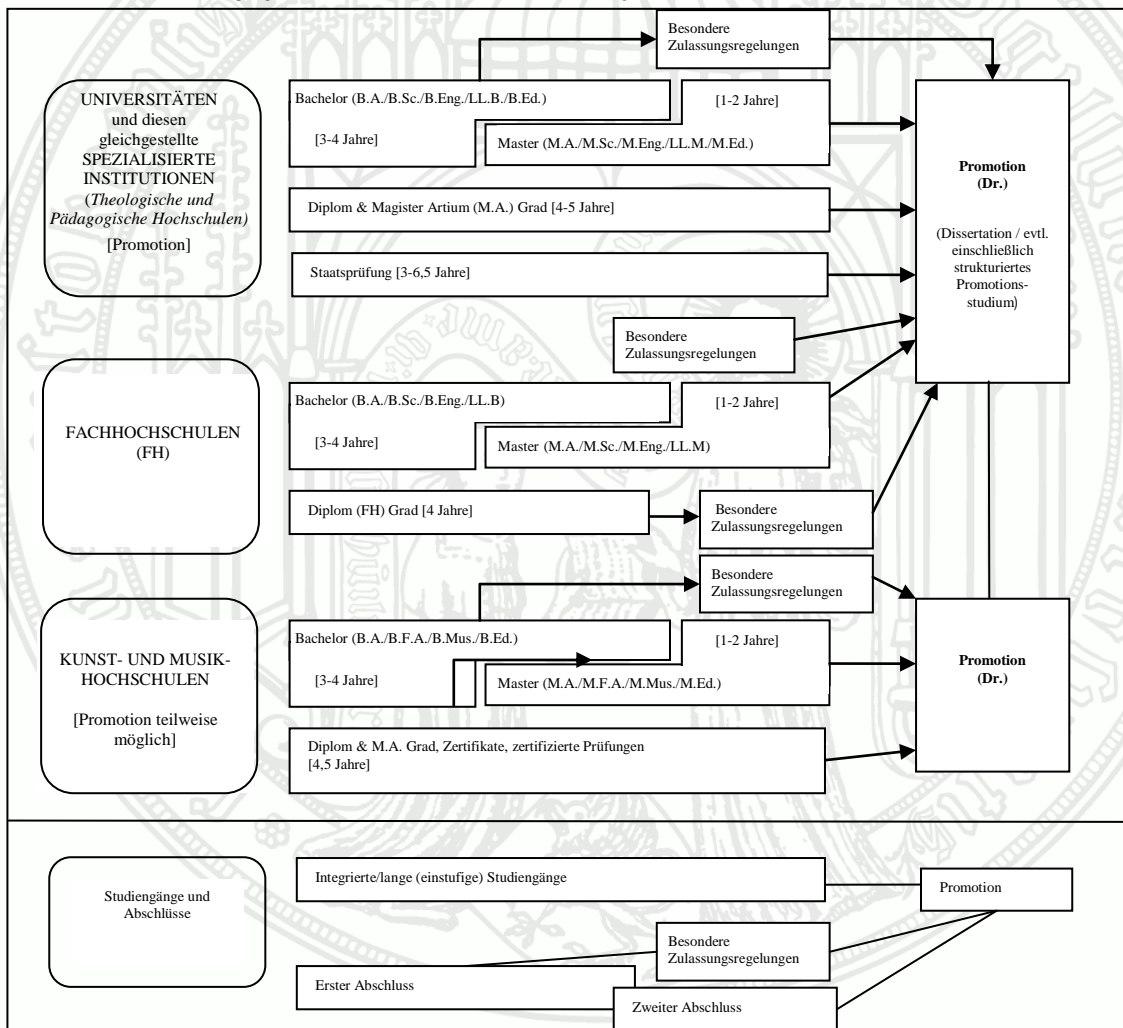 Besondere
Zulassungsregelungen
UNIVERSITÄTEN
und diesen
gleichgestellte
SPEZIALISIERTE
INSTITUTIONEN
(Theologische und
Pädagogische Hochschulen)
[Promotion]
Bachelor (B.A./B.Sc./B.Eng./LL.B./B.Ed.)
[3-4 Jahre]
[1-2 Jahre]
Master (M.A./M.Sc./M.Eng./LL.M./M.Ed.)
Diplom & Magister Artium (M.A.) Grad [4-5 Jahre]
Staatsprüfung [3-6,5 Jahre]
Promotion
(Dr.)
(Dissertation / evtl.
einschließlich
strukturiertes
Promotions-
studium)
Besondere
Zulassungsregelungen
FACHHOCHSCHULEN
(FH)
Bachelor (B.A./B.Sc./B.Eng./LL.B)
[3-4 Jahre]
[1-2 Jahre]
Master (M.A./M.Sc./M.Eng./LL.M)
Diplom (FH) Grad [4 Jahre]
Besondere
Zulassungsregelungen
Besondere
Zulassungsregelungen
KUNST- UND MUSIK-
HOCHSCHULEN
[Promotion teilweise
möglich]
Bachelor (B.A./B.F.A./B.Mus./B.Ed.)
[3-4 Jahre]
[1-2 Jahre]
Master (M.A./M.F.A./M.Mus./M.Ed.)
Diplom & M.A. Grad, Zertifikate, zertifizierte Prüfungen
[4,5 Jahre]
Promotion
(Dr.)
Studiengänge und
Abschlüsse
Integrierte/lange (einstufige) Studiengänge
Promotion
Besondere
Zulassungsregelungen
Erster Abschluss
Zweiter Abschluss